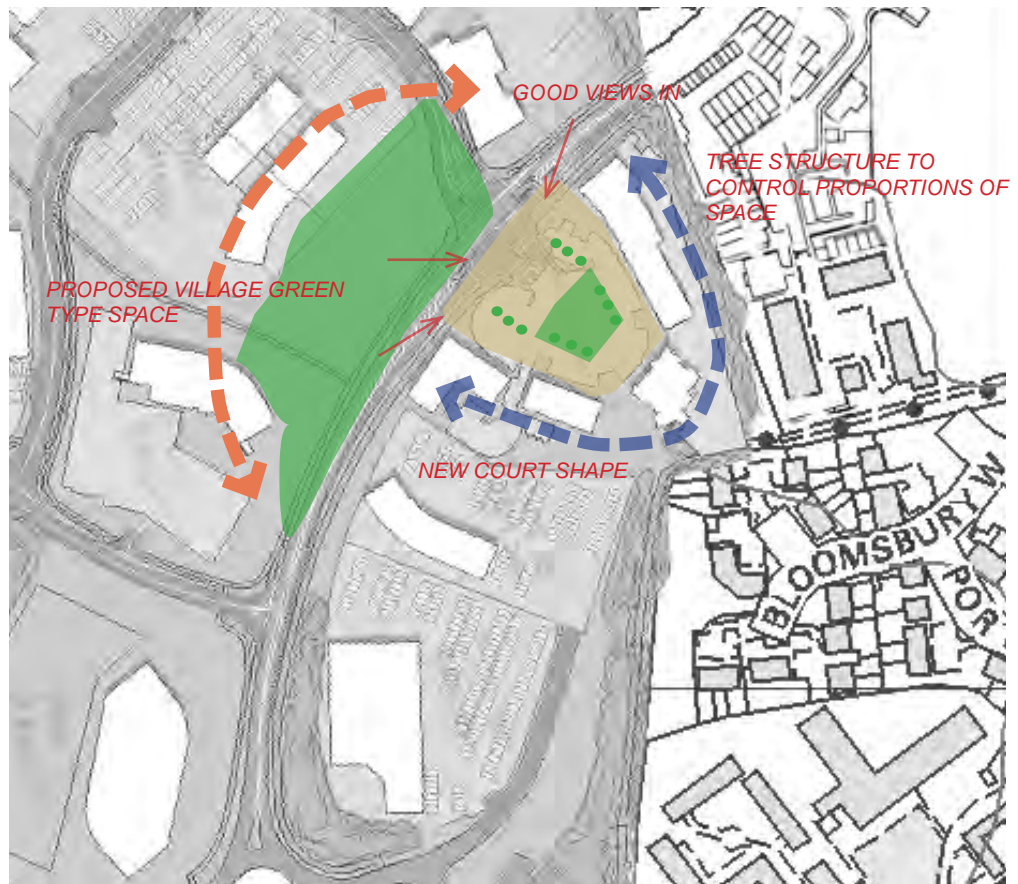 GOOD VIEWS IN
TREE STRUCTURE TO
CONTROL PROPORTIONS OF
SPACE
PROPOSED VILLAGE GREEN
TYPE SPACE
NEW COURT SHAPE
BLOOMSBURY W
POR